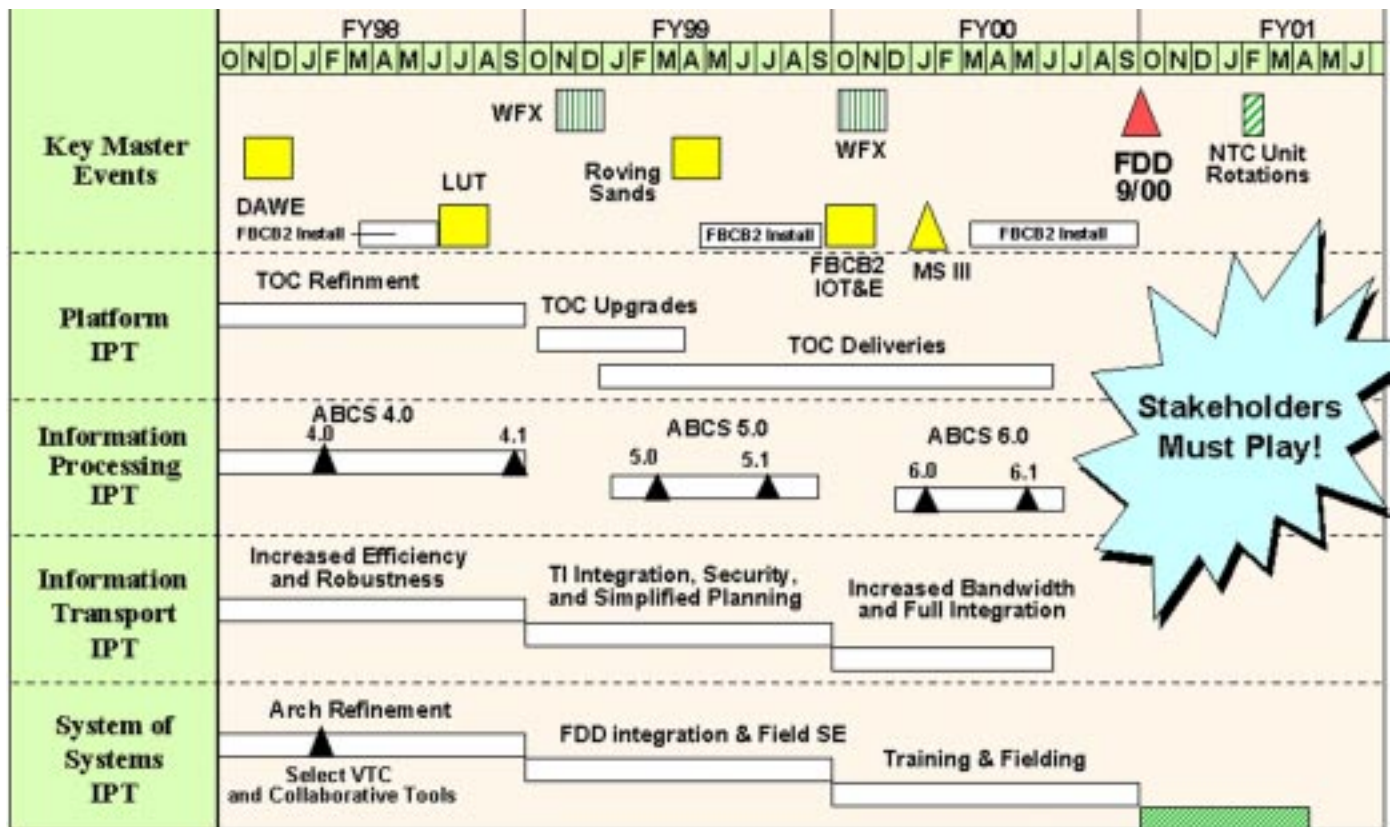 FY98 FY99 FY00 FY01
O N D J F M A M J J A S O N D J F M A M J J A S O N D J F M A M J J A S O N D J F M A M J
Key Master
Events
WFX
WFX
FDD
9/00
NTC Unit
Rotations
Roving
Sands
LUT
DAWE
FBCB2 Install
FBCB2 Install
FBCB2 Install
FBCB2
IOT&E
MS III
Platform
IPT
TOC Refinment
TOC Upgrades
TOC Deliveries
Stakeholders
Must Play!
Information
Processing
IPT
ABCS 4.0
4.0 4.1
ABCS 5.0
5.0 5.1
ABCS 6.0
6.0 6.1
Information
Transport
IPT
Increased Efficiency
and Robustness
TI Integration, Security,
and Simplified Planning
Increased Bandwidth
and Full Integration
System of
Systems
IPT
Arch Refinement
Select VTC
and Collaborative Tools
FDD integration & Field SE
Training & Fielding